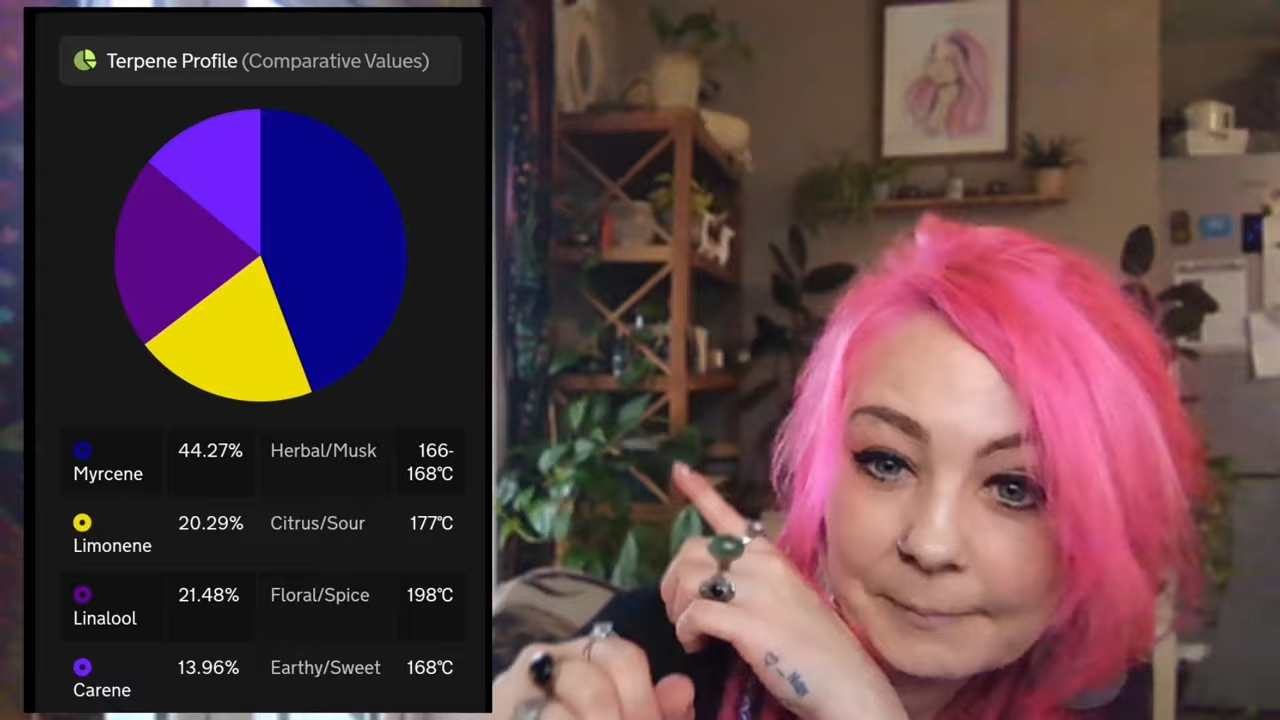 Terpene Profile (Comparative Values)
Myrcene 44.27% Herbal/Musk 166-168℃
Limonene 20.29% Citrus/Sour 177℃
Linalool 21.48% Floral/Spice 198℃
Carene 13.96% Earthy/Sweet 168℃